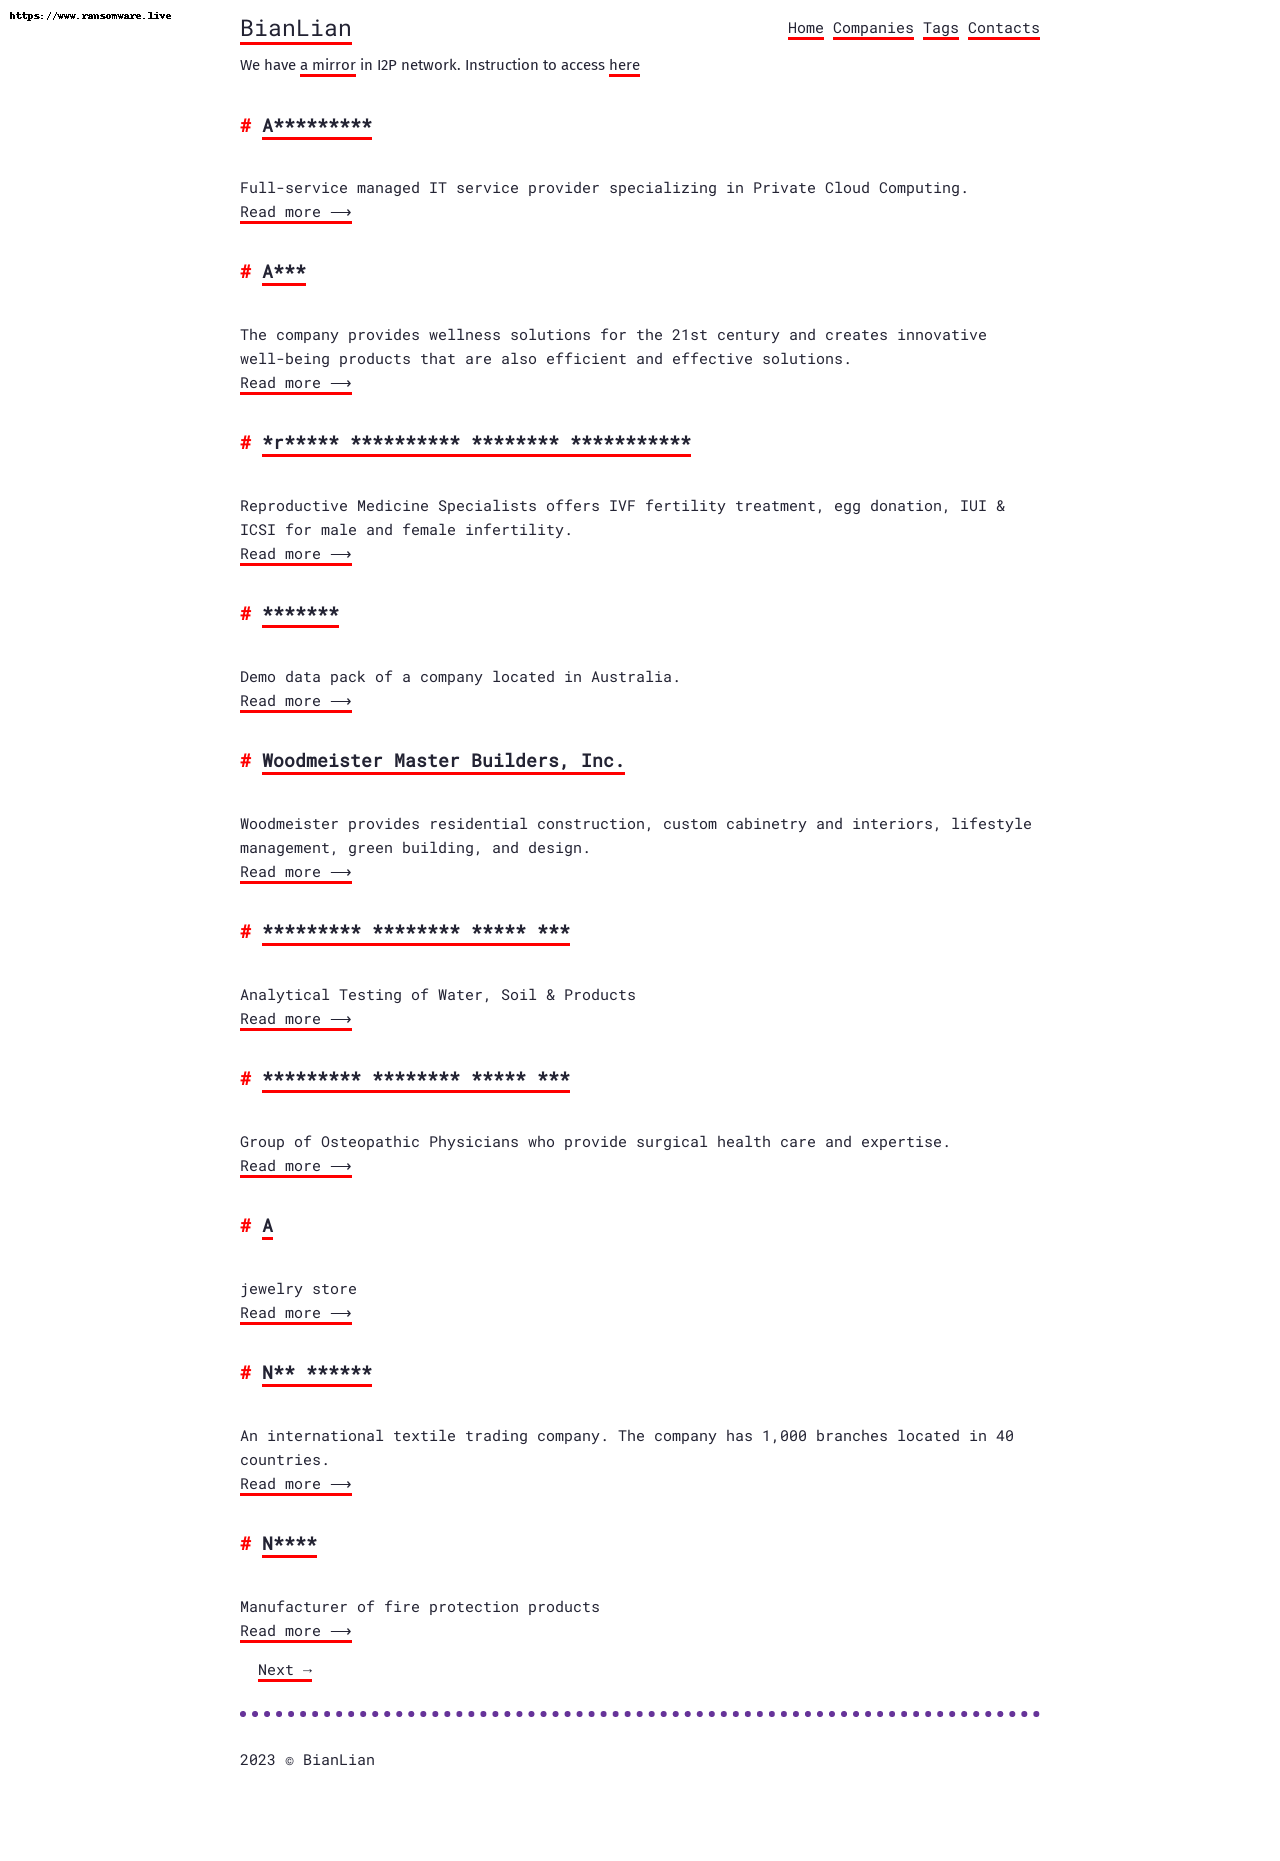 https://www.ransomware.live
BianLian
Home Companies Tags Contacts
We have a mirror in I2P network. Instruction to access here
# A*********
Full-service managed IT service provider specializing in Private Cloud Computing.
Read more ⟶
# A***
The company provides wellness solutions for the 21st century and creates innovative
well-being products that are also efficient and effective solutions.
Read more ⟶
# *r***** ********** ******** ***********
Reproductive Medicine Specialists offers IVF fertility treatment, egg donation, IUI &
ICSI for male and female infertility.
Read more ⟶
# *******
Demo data pack of a company located in Australia.
Read more ⟶
# Woodmeister Master Builders, Inc.
Woodmeister provides residential construction, custom cabinetry and interiors, lifestyle
management, green building, and design.
Read more ⟶
# ********* ******** ***** ***
Analytical Testing of Water, Soil & Products
Read more ⟶
# ********* ******** ***** ***
Group of Osteopathic Physicians who provide surgical health care and expertise.
Read more ⟶
# A
jewelry store
Read more ⟶
# N** ******
An international textile trading company. The company has 1,000 branches located in 40
countries.
Read more ⟶
# N****
Manufacturer of fire protection products
Read more ⟶
Next →
2023 © BianLian